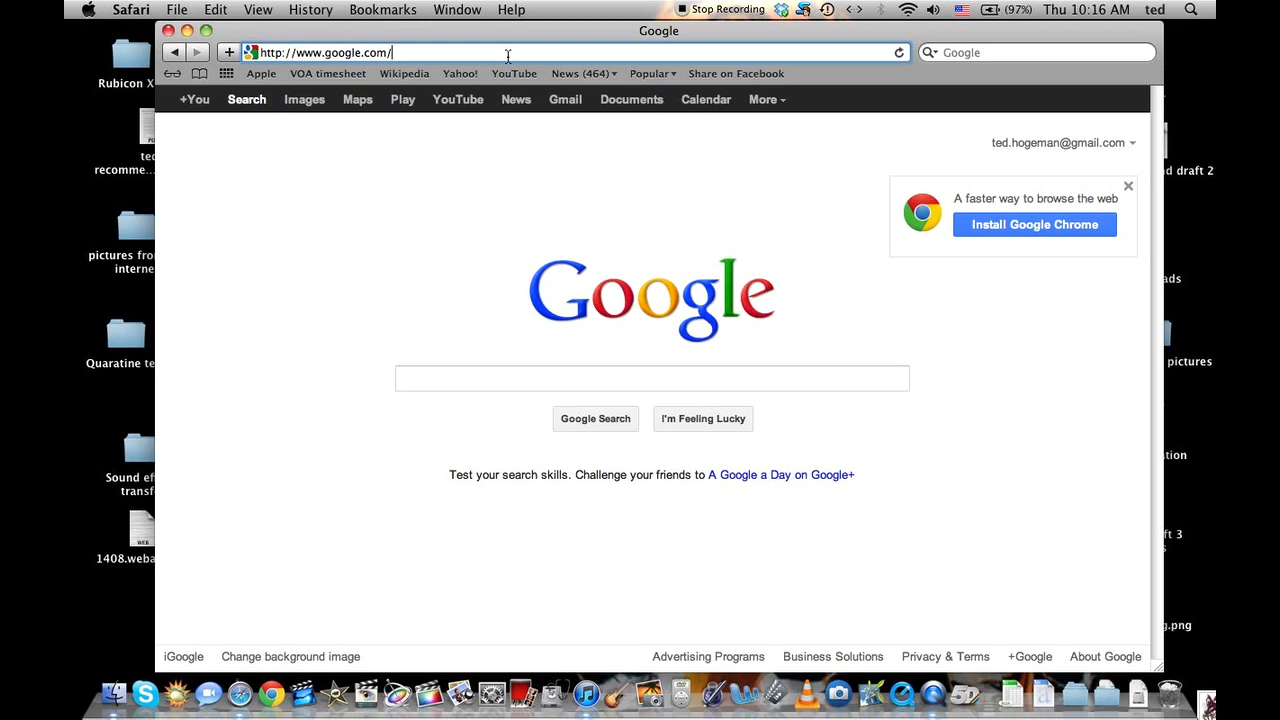 Safari File Edit View History Bookmarks Window Help Stop Recording (97%) Thu 10:16 AM ted
Google
http://www.google.com/ Google
Apple VOA timesheet Wikipedia Yahoo! YouTube News (464) Popular Share on Facebook
+You Search Images Maps Play YouTube News Gmail Documents Calendar More
ted.hogeman@gmail.com
A faster way to browse the web
Install Google Chrome
Google
Google Search I'm Feeling Lucky
Test your search skills. Challenge your friends to A Google a Day on Google+
iGoogle Change background image Advertising Programs Business Solutions Privacy & Terms +Google About Google
Rubicon X
ted
recomme...
pictures from
interne
Quaratine te
Sound ef
transf
1408.weba
d draft 2
ads
pictures
ation
ft 3
s
g.png
5D